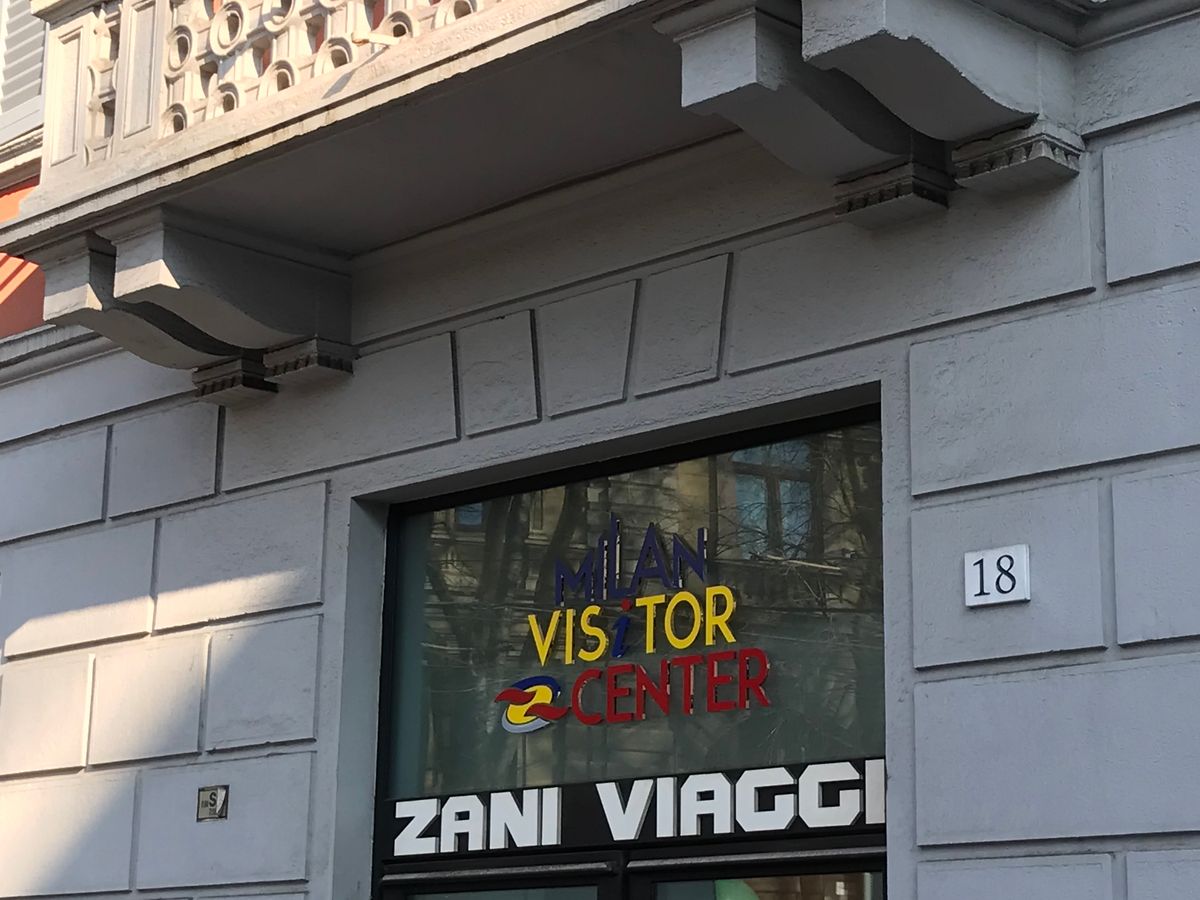 MILAN
VISiTOR
CENTER
18
ZANI VIAGGI
S